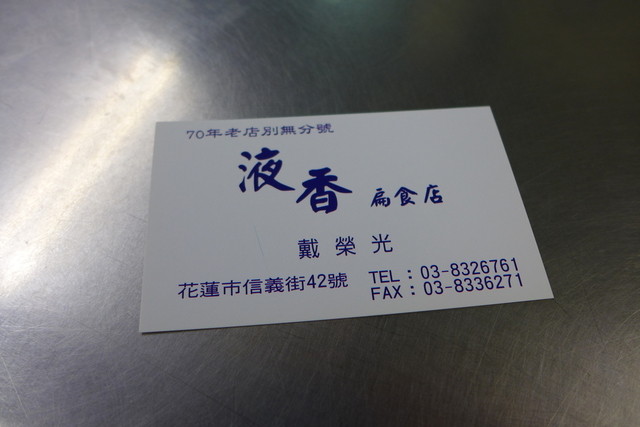 70年老店別無分號
液香 扁食店
戴榮光
花蓮市信義街42號
TEL：03-8326761
FAX：03-8336271